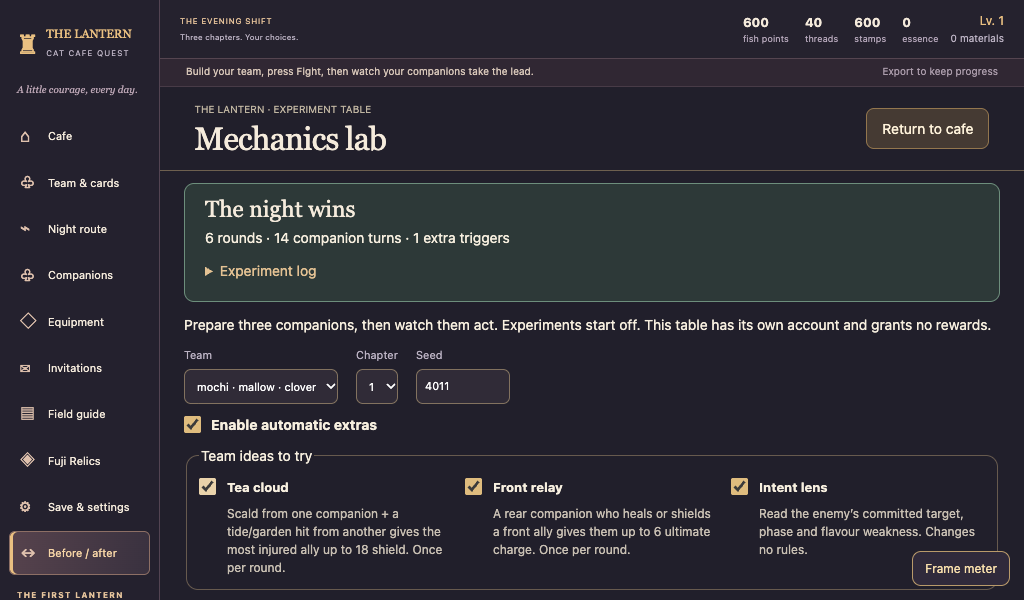 THE LANTERN
CAT CAFE QUEST
A little courage, every day.
Cafe
Team & cards
Night route
Companions
Equipment
Invitations
Field guide
Fuji Relics
Save & settings
Before / after
THE FIRST LANTERN
THE EVENING SHIFT
Three chapters. Your choices.
600
fish points
40
threads
600
stamps
0
essence
Lv. 1
0 materials
Build your team, press Fight, then watch your companions take the lead.
Export to keep progress
THE LANTERN · EXPERIMENT TABLE
Mechanics lab
Return to cafe
The night wins
6 rounds · 14 companion turns · 1 extra triggers
Experiment log
Prepare three companions, then watch them act. Experiments start off. This table has its own account and grants no rewards.
Team
Chapter
Seed
mochi · mallow · clover
1
4011
Enable automatic extras
Team ideas to try
Tea cloud
Scald from one companion + a
tide/garden hit from another gives the
most injured ally up to 18 shield. Once
per round.
Front relay
A rear companion who heals or shields
a front ally gives them up to 6 ultimate
charge. Once per round.
Intent lens
Read the enemy's committed target,
phase and flavour weakness. Changes
no rules.
Frame meter